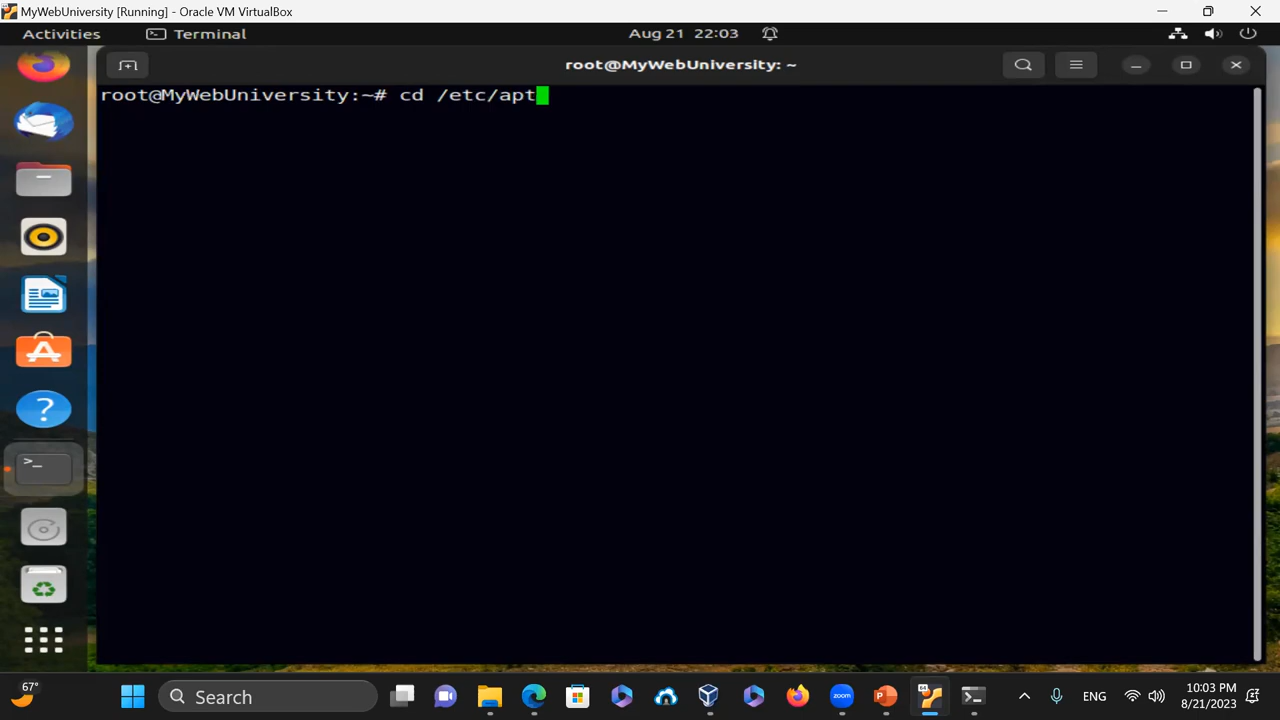 MyWebUniversity [Running] - Oracle VM VirtualBox
Activities
Terminal
Aug 21 22:03
root@MyWebUniversity: ~
root@MyWebUniversity:~# cd /etc/apt
67°
Search
ENG
10:03 PM
8/21/2023